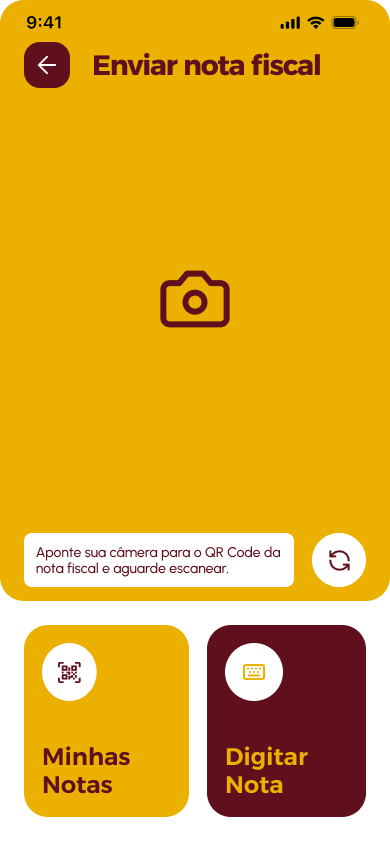 9:41
Enviar nota fiscal
Aponte sua câmera para o QR Code da
nota fiscal e aguarde escanear.
Minhas
Notas
Digitar
Nota